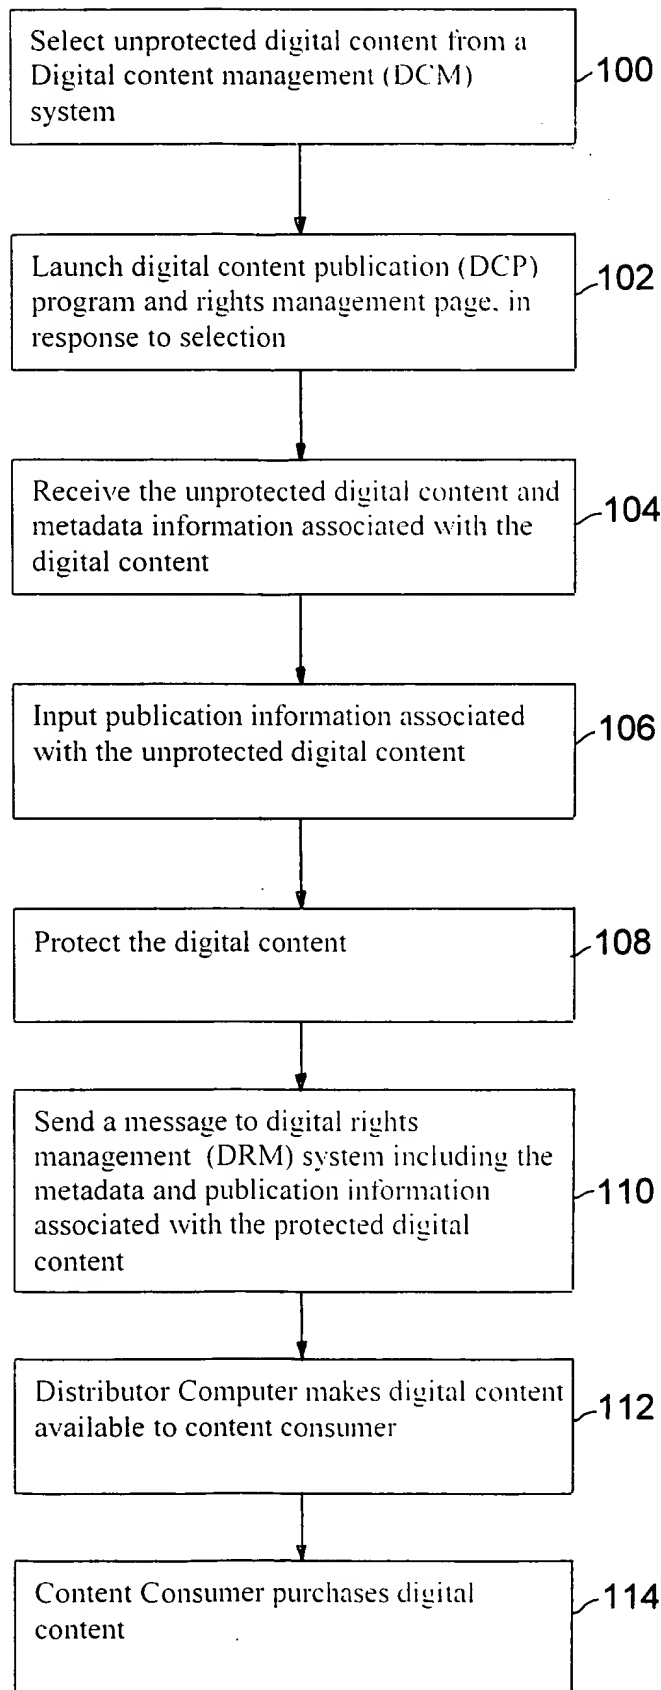 Select unprotected digital content from a
Digital content management (DCM)
system
100
Launch digital content publication (DCP)
program and rights management page, in
response to selection
102
Receive the unprotected digital content and
metadata information associated with the
digital content
104
Input publication information associated
with the unprotected digital content
106
Protect the digital content
108
Send a message to digital rights
management (DRM) system including the
metadata and publication information
associated with the protected digital
content
110
Distributor Computer makes digital content
available to content consumer
112
Content Consumer purchases digital
content
114